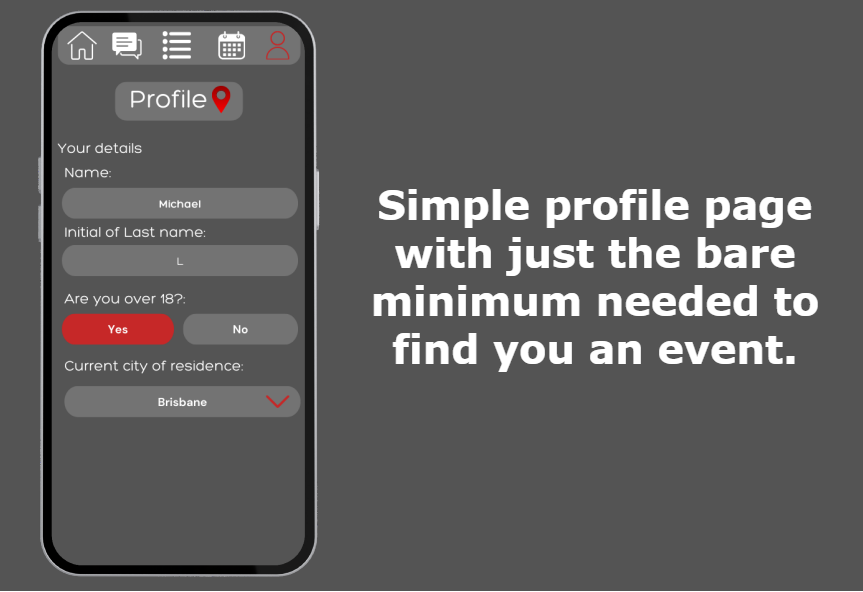 Profile
Your details
Name:
Michael
Initial of Last name:
L
Are you over 18?:
Yes No
Current city of residence:
Brisbane
Simple profile page
with just the bare
minimum needed to
find you an event.